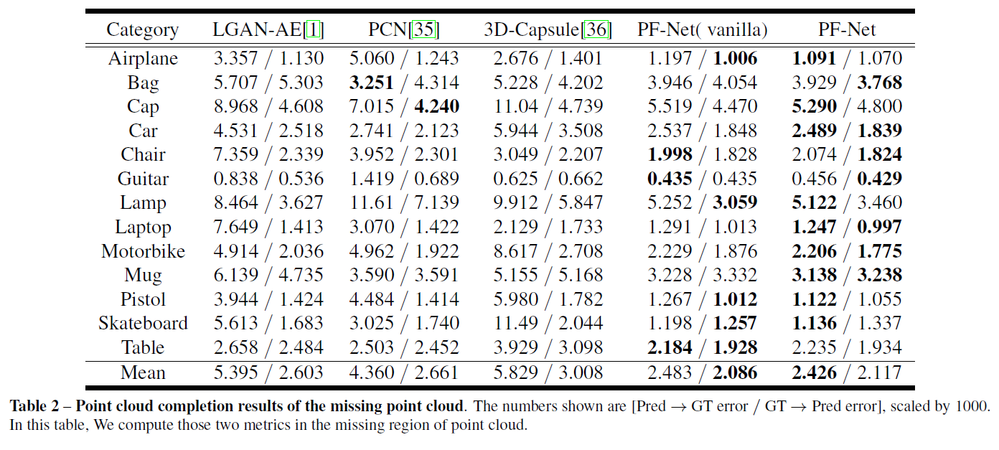 Category LGAN-AE[1] PCN[35] 3D-Capsule[36] PF-Net( vanilla) PF-Net
Airplane 3.357 / 1.130 5.060 / 1.243 2.676 / 1.401 1.197 / 1.006 1.091 / 1.070
Bag 5.707 / 5.303 3.251 / 4.314 5.228 / 4.202 3.946 / 4.054 3.929 / 3.768
Cap 8.968 / 4.608 7.015 / 4.240 11.04 / 4.739 5.519 / 4.470 5.290 / 4.800
Car 4.531 / 2.518 2.741 / 2.123 5.944 / 3.508 2.537 / 1.848 2.489 / 1.839
Chair 7.359 / 2.339 3.952 / 2.301 3.049 / 2.207 1.998 / 1.828 2.074 / 1.824
Guitar 0.838 / 0.536 1.419 / 0.689 0.625 / 0.662 0.435 / 0.435 0.456 / 0.429
Lamp 8.464 / 3.627 11.61 / 7.139 9.912 / 5.847 5.252 / 3.059 5.122 / 3.460
Laptop 7.649 / 1.413 3.070 / 1.422 2.129 / 1.733 1.291 / 1.013 1.247 / 0.997
Motorbike 4.914 / 2.036 4.962 / 1.922 8.617 / 2.708 2.229 / 1.876 2.206 / 1.775
Mug 6.139 / 4.735 3.590 / 3.591 5.155 / 5.168 3.228 / 3.332 3.138 / 3.238
Pistol 3.944 / 1.424 4.484 / 1.414 5.980 / 1.782 1.267 / 1.012 1.122 / 1.055
Skateboard 5.613 / 1.683 3.025 / 1.740 11.49 / 2.044 1.198 / 1.257 1.136 / 1.337
Table 2.658 / 2.484 2.503 / 2.452 3.929 / 3.098 2.184 / 1.928 2.235 / 1.934
Mean 5.395 / 2.603 4.360 / 2.661 5.829 / 3.008 2.483 / 2.086 2.426 / 2.117
Table 2 – Point cloud completion results of the missing point cloud. The numbers shown are [Pred → GT error / GT → Pred error], scaled by 1000.
In this table, We compute those two metrics in the missing region of point cloud.